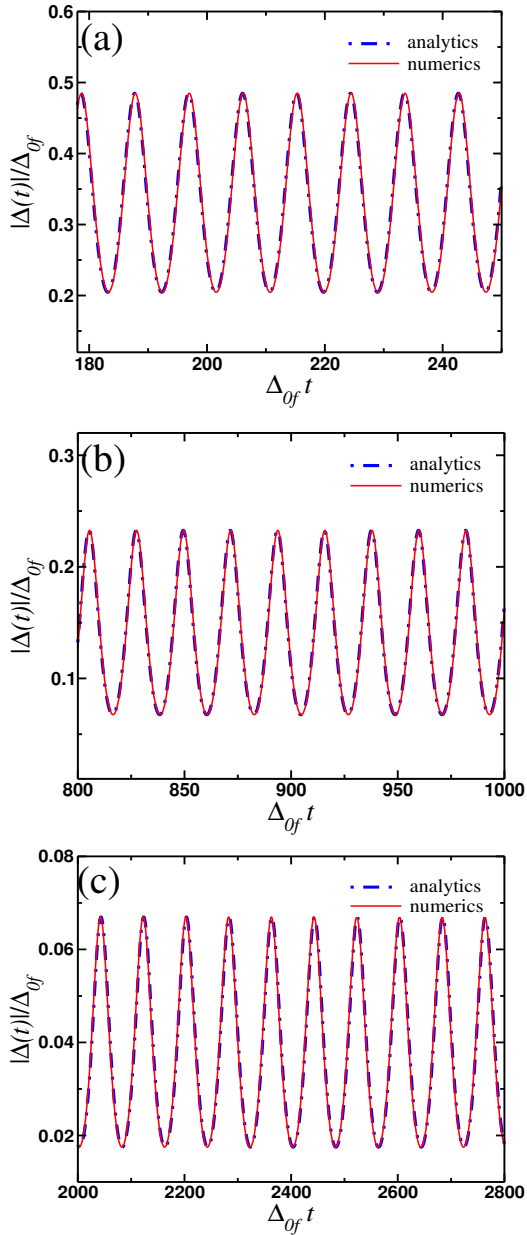 (a)
analytics
numerics
0.6
0.5
0.4
0.3
0.2
|Δ(t)|/Δ0f
180 200 220 240
Δ0f t
(b)
analytics
numerics
0.3
0.2
0.1
|Δ(t)|/Δ0f
800 850 900 950 1000
Δ0f t
(c)
analytics
numerics
0.08
0.06
0.04
0.02
|Δ(t)|/Δ0f
2000 2200 2400 2600 2800
Δ0f t